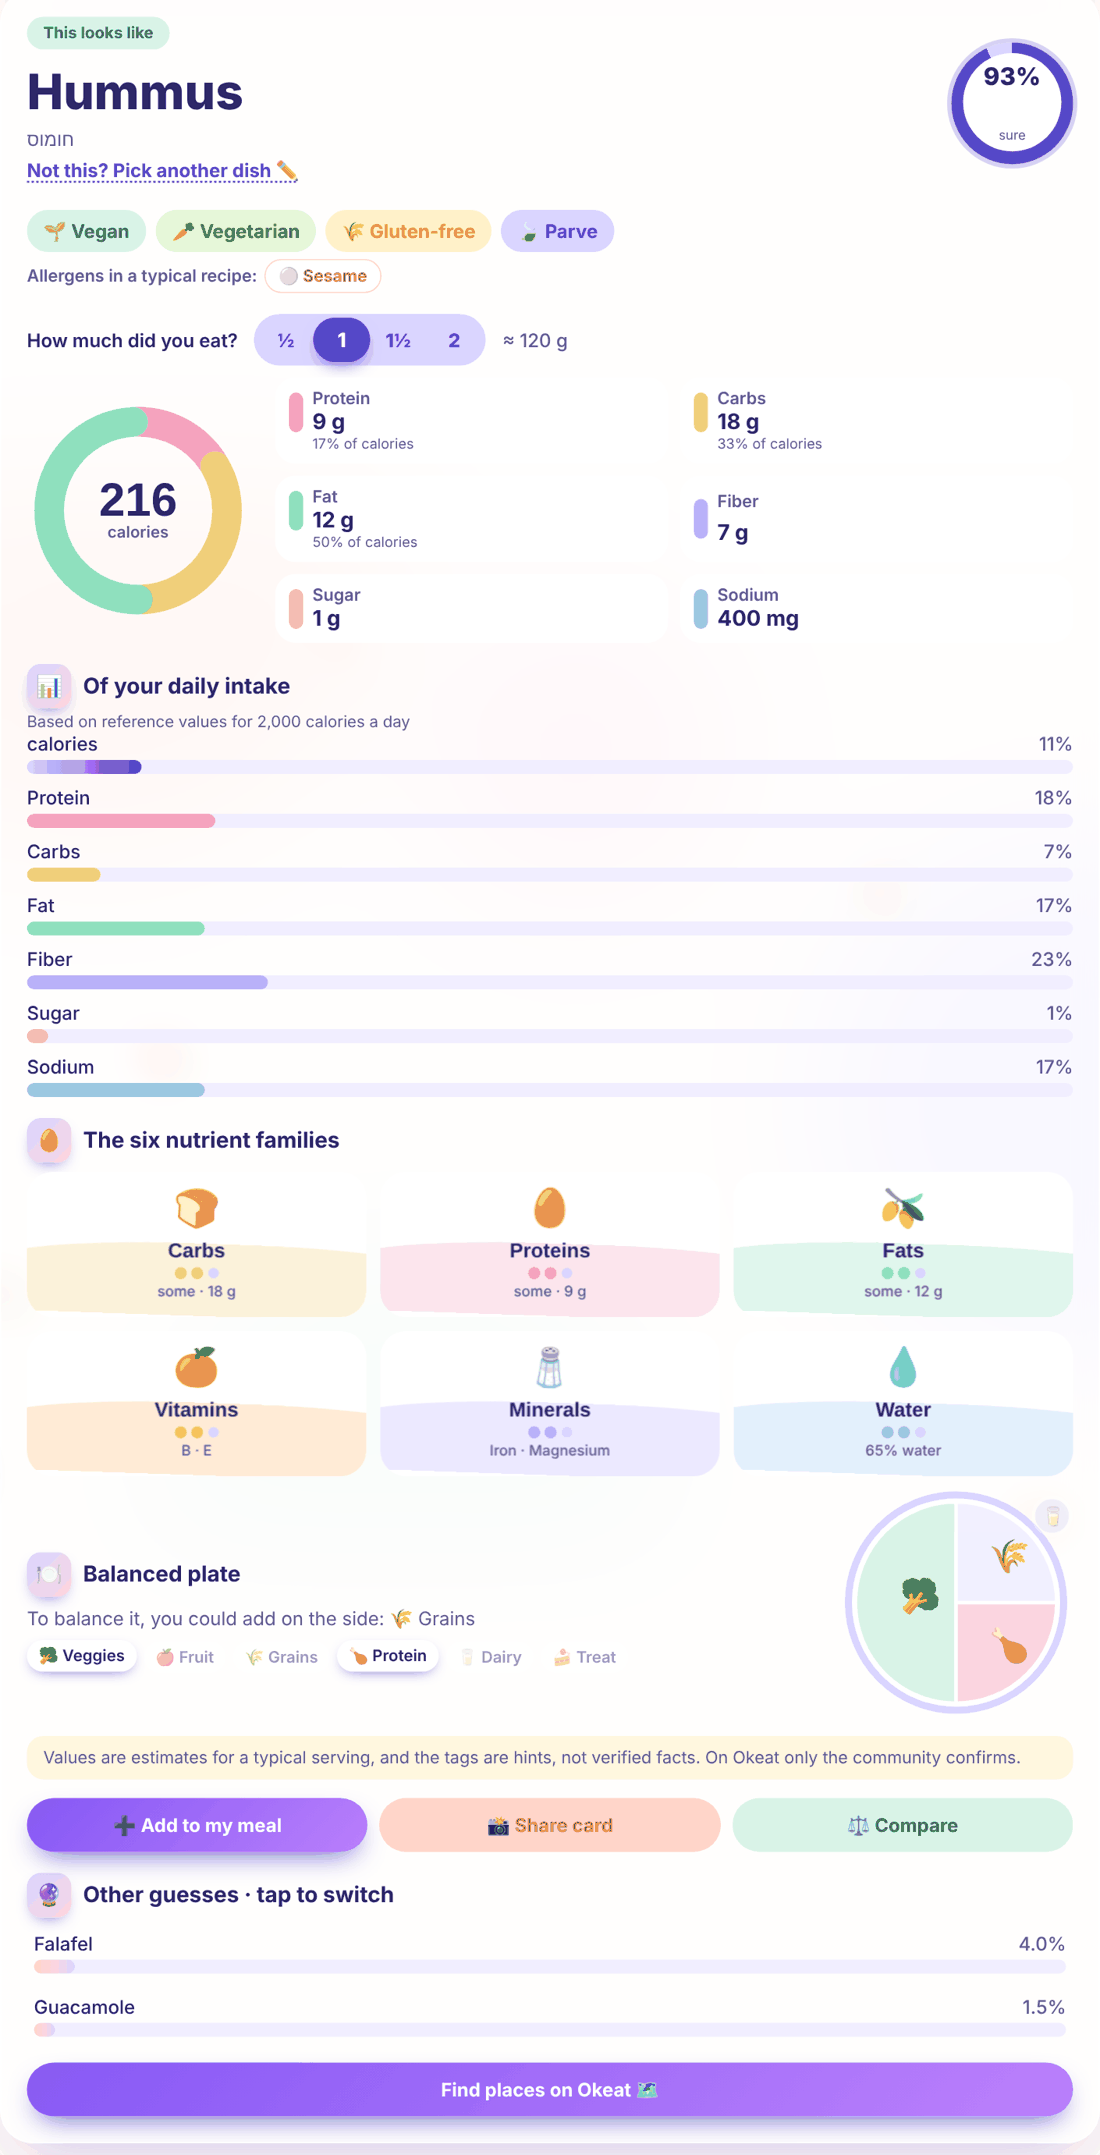 This looks like
Hummus
חומוס
Not this? Pick another dish ✏️
93%
sure
🌱 Vegan
🥕 Vegetarian
🌾 Gluten-free
🍃 Parve
Allergens in a typical recipe: ⚪ Sesame
How much did you eat? ½ 1 1½ 2 ≈ 120 g
216
calories
Protein
9 g
17% of calories
Carbs
18 g
33% of calories
Fat
12 g
50% of calories
Fiber
7 g
Sugar
1 g
Sodium
400 mg
📊 Of your daily intake
Based on reference values for 2,000 calories a day
calories 11%
Protein 18%
Carbs 7%
Fat 17%
Fiber 23%
Sugar 1%
Sodium 17%
🥚 The six nutrient families
Carbs
some · 18 g
Proteins
some · 9 g
Fats
some · 12 g
Vitamins
B · E
Minerals
Iron · Magnesium
Water
65% water
🍽️ Balanced plate
To balance it, you could add on the side: 🌾 Grains
🥦 Veggies 🍎 Fruit 🌾 Grains 🍗 Protein 🥛 Dairy 🍰 Treat
Values are estimates for a typical serving, and the tags are hints, not verified facts. On Okeat only the community confirms.
➕ Add to my meal
📸 Share card
⚖️ Compare
🔮 Other guesses · tap to switch
Falafel 4.0%
Guacamole 1.5%
Find places on Okeat 🗺️